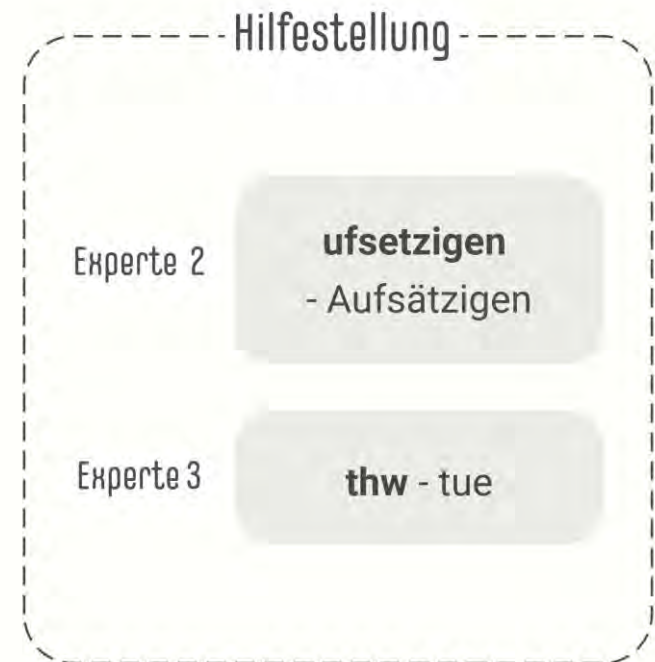 Hilfestellung
Experte 2
ufsetzigen
- Aufsätzigen
Experte 3
thw - tue